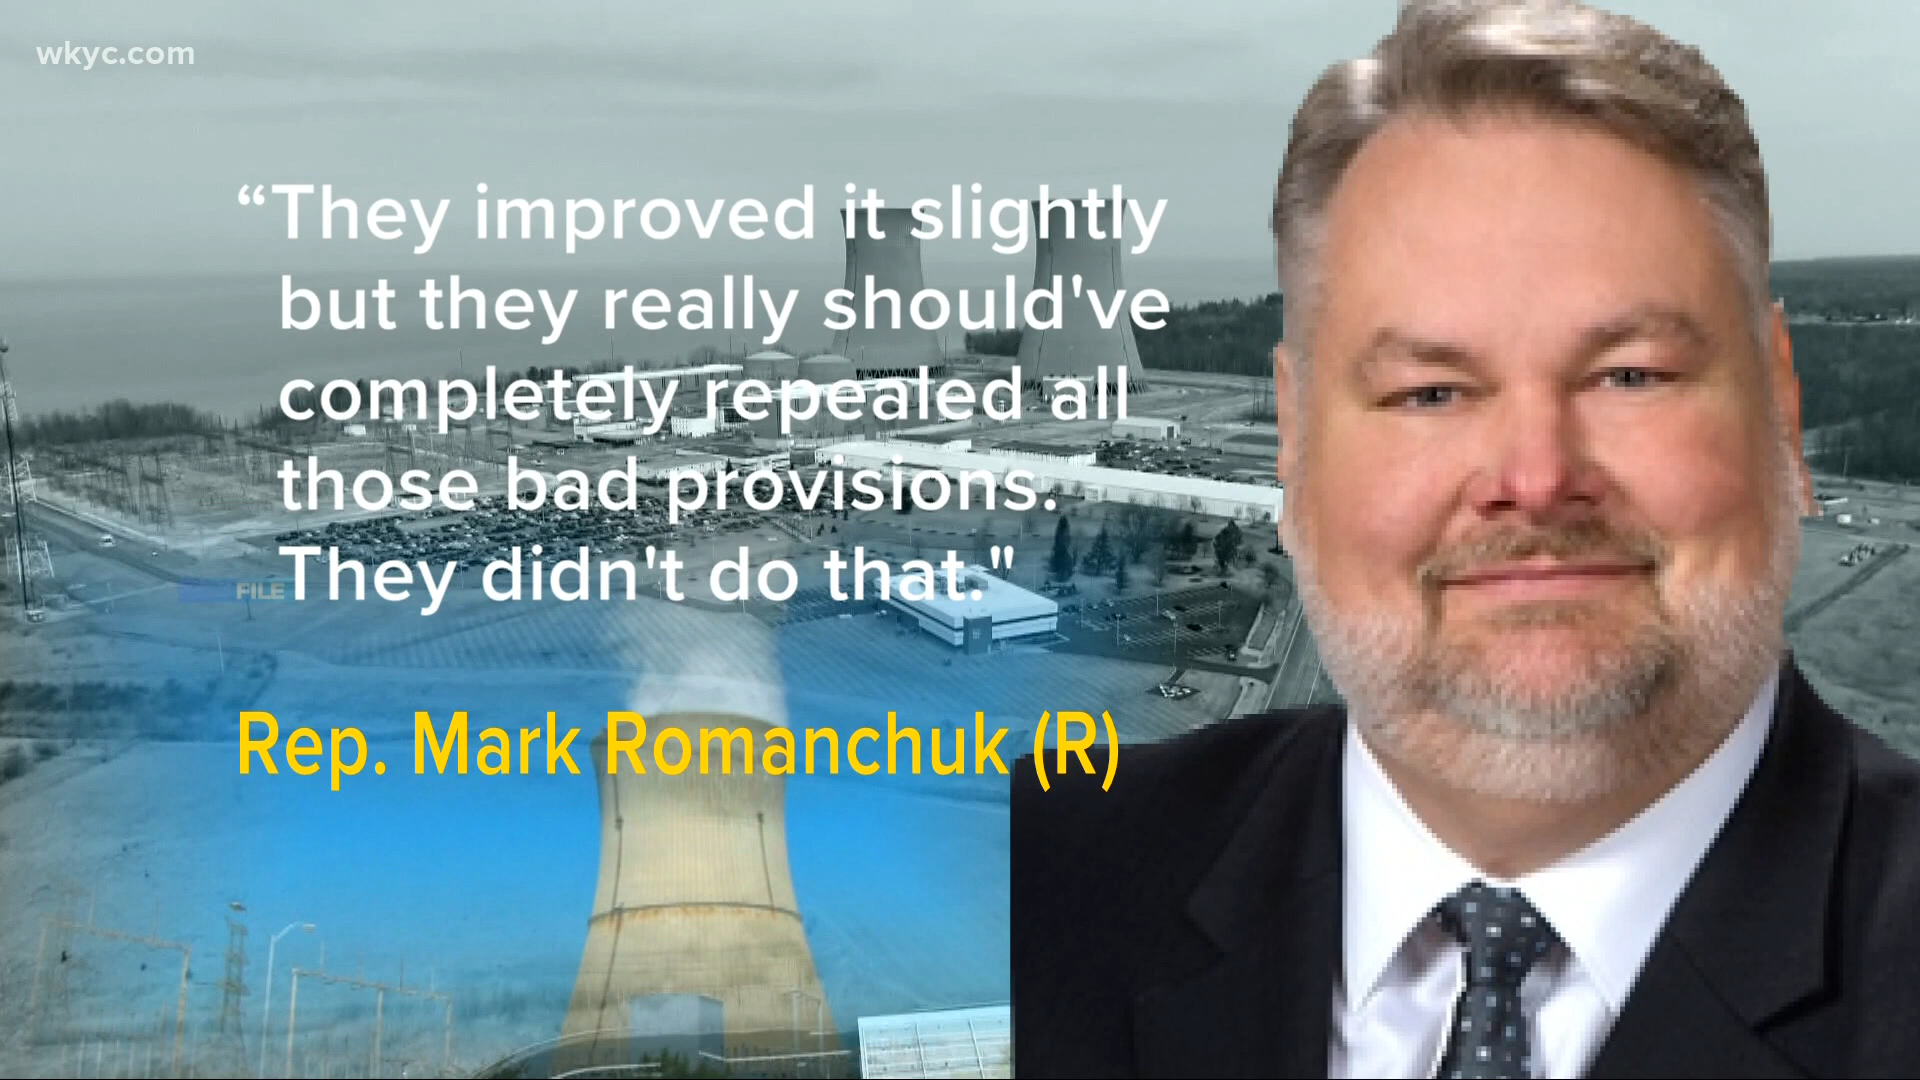 wkyc.com
“They improved it slightly
but they really should've
completely repealed all
those bad provisions.
They didn't do that."
FILE
Rep. Mark Romanchuk (R)